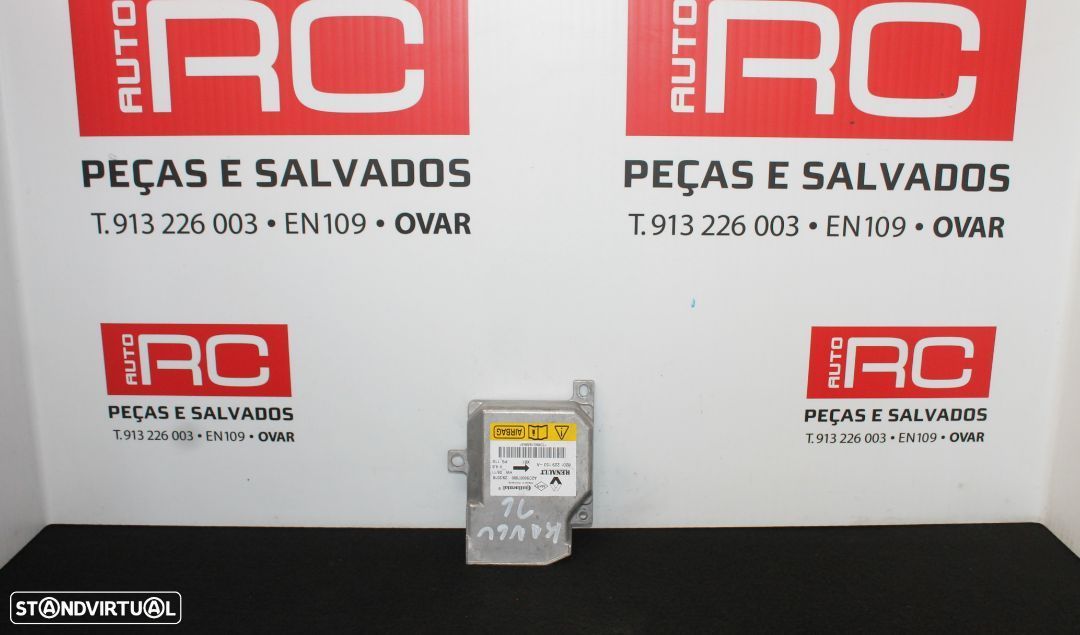 AUTO RC
PEÇAS E SALVADOS
T. 913 226 003 • EN109 • OVAR
AUTO RC
PEÇAS E SALVADOS
T. 913 226 003 • EN109 • OVAR
AUTO RC
PEÇAS E SALVADOS
T. 913 226 003 • EN109 • OVAR
AUTO RC
PEÇAS E SALVADOS
T. 913 226 003 • EN109 • OVAR
AIRBAG
RENAULT
Continental
KANGU
STANDVIRTUAL